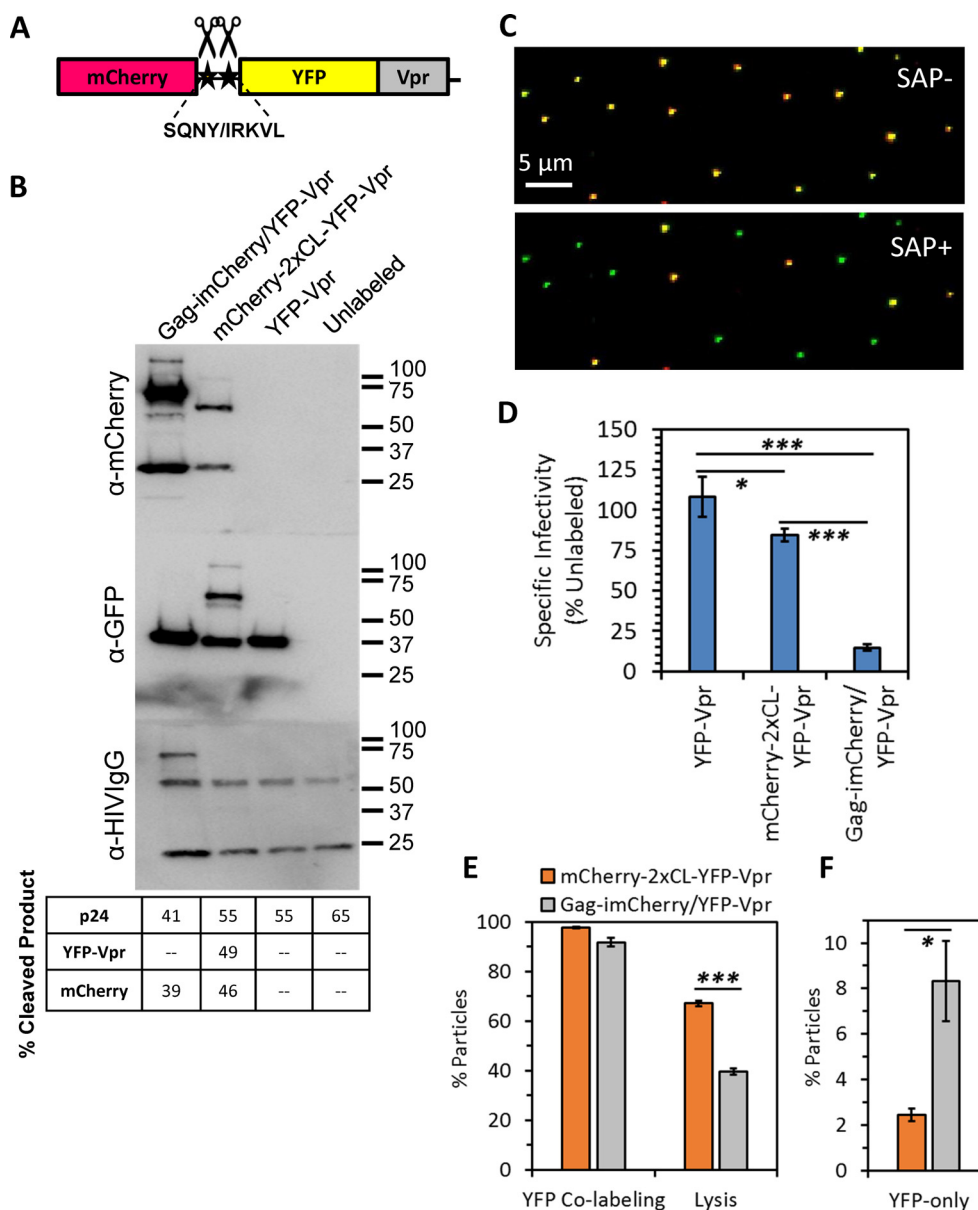 A
mCherry
YFP
Vpr
SQNY/IRKVL
B
Gag-imCherry/YFP-Vpr
mCherry-2xCL-YFP-Vpr
YFP-Vpr
Unlabeled
α-mCherry
100
75
50
37
25
α-GFP
100
75
50
37
25
α-HIVIgG
100
75
50
37
25
% Cleaved Product
p24 41 55 55 65
YFP-Vpr -- 49 -- --
mCherry 39 46 -- --
C
SAP-
5 µm
SAP+
D
Specific Infectivity
(% Unlabeled)
150
125
100
75
50
25
0
***
*
***
YFP-Vpr
mCherry-2xCL-
YFP-Vpr
Gag-imCherry/
YFP-Vpr
E
mCherry-2xCL-YFP-Vpr
Gag-imCherry/YFP-Vpr
% Particles
100
80
60
40
20
0
***
YFP Co-labeling
Lysis
F
% Particles
10
8
6
4
2
0
*
YFP-only